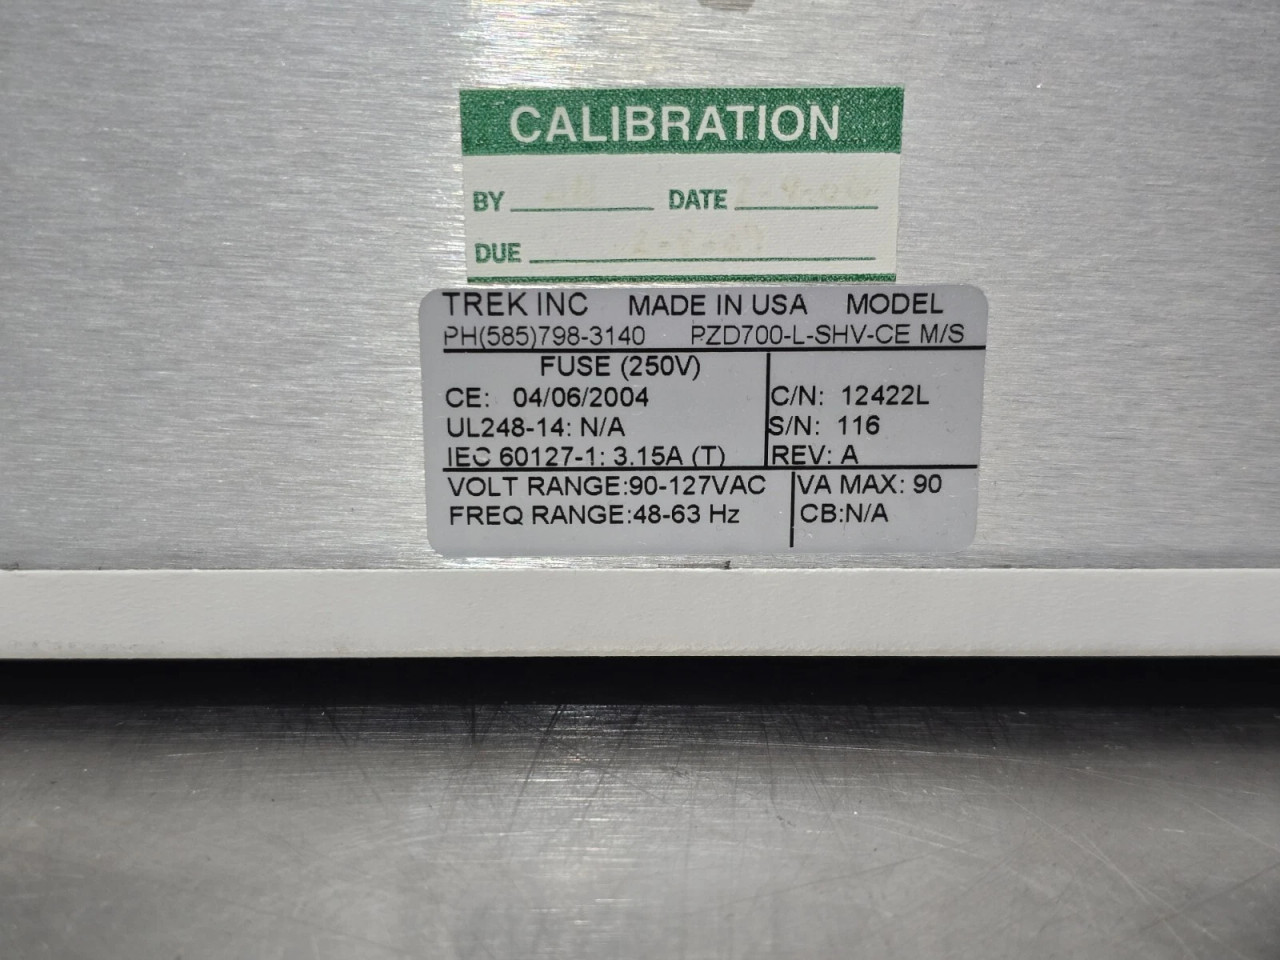 CALIBRATION
BY DATE
DUE
TREK INC MADE IN USA MODEL
PH(585)798-3140 PZD700-L-SHV-CE M/S
FUSE (250V)
CE: 04/06/2004 C/N: 12422L
UL248-14: N/A S/N: 116
IEC 60127-1: 3.15A (T) REV: A
VOLT RANGE:90-127VAC VA MAX: 90
FREQ RANGE:48-63 Hz CB:N/A